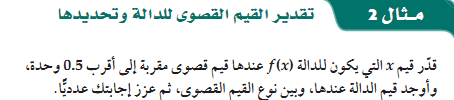 مثال 2 تقدير القيم القصوى للدالة وتحديدها
قدّر قيم x التي يكون للدالة f(x) عندها قيم قصوى مقربة إلى أقرب 0.5 وحدة،
وأوجد قيم الدالة عندها، وبين نوع القيم القصوى، ثم عزز إجابتك عدديًّا.